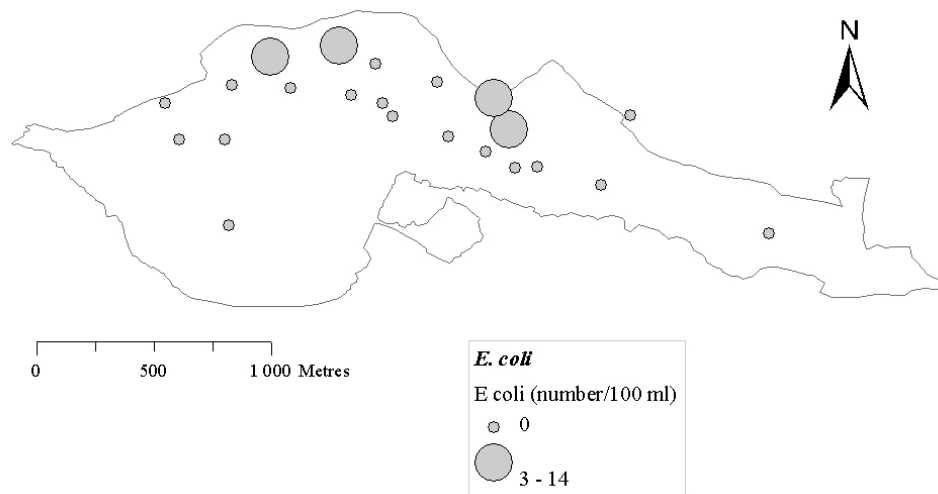 N
0 500 1 000 Metres
E. coli
E coli (number/100 ml)
0
3 - 14